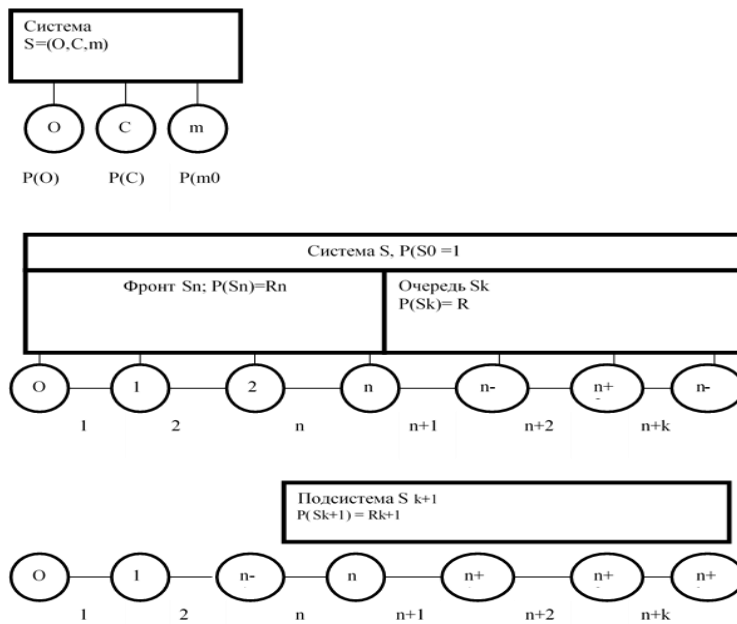 Система
S=(O,C,m)
O C m
P(O) P(C) P(m0
Система S, P(S0 =1
Фронт Sn; P(Sn)=Rn
Очередь Sk
P(Sk)= R
O 1 2 n n- n+ n-
1 2 n n+1 n+2 n+k
Подсистема S k+1
P(Sk+1) = Rk+1
O 1 n- n n+ n+ n+
1 2 n n+1 n+2 n+k